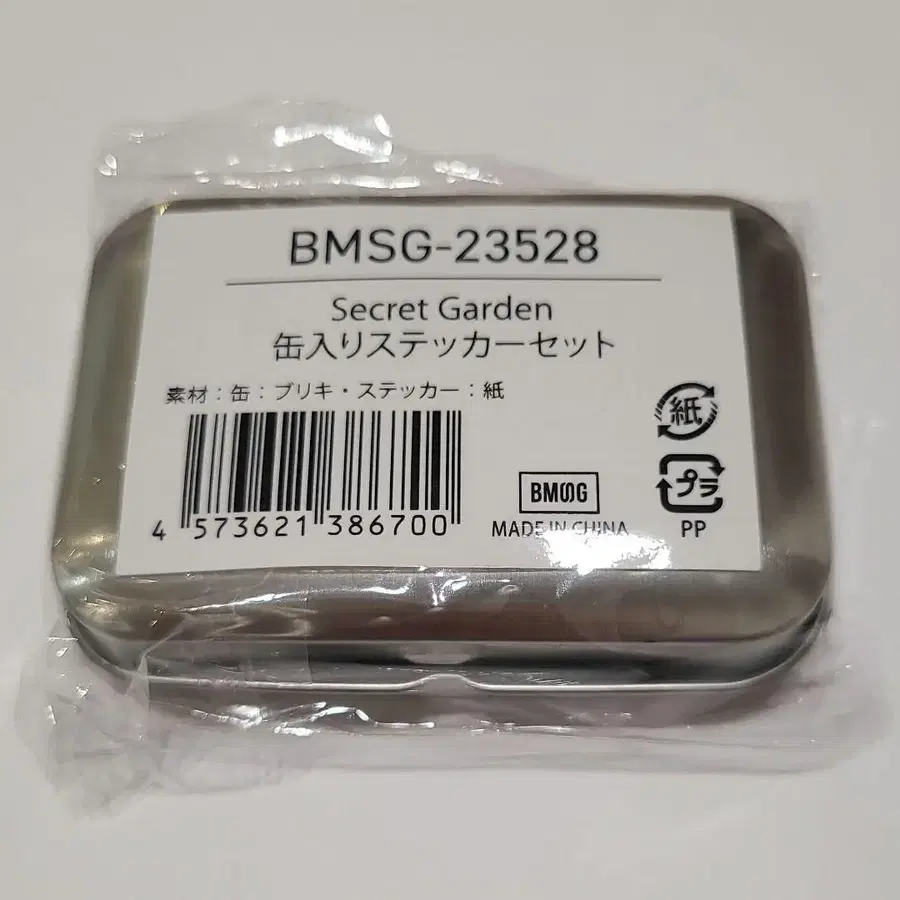 BMSG-23528
Secret Garden
缶入りステッカーセット
素材：缶：ブリキ・ステッカー：紙
紙
4 573621 386700
BMSG
MADE IN CHINA
プラ
PP